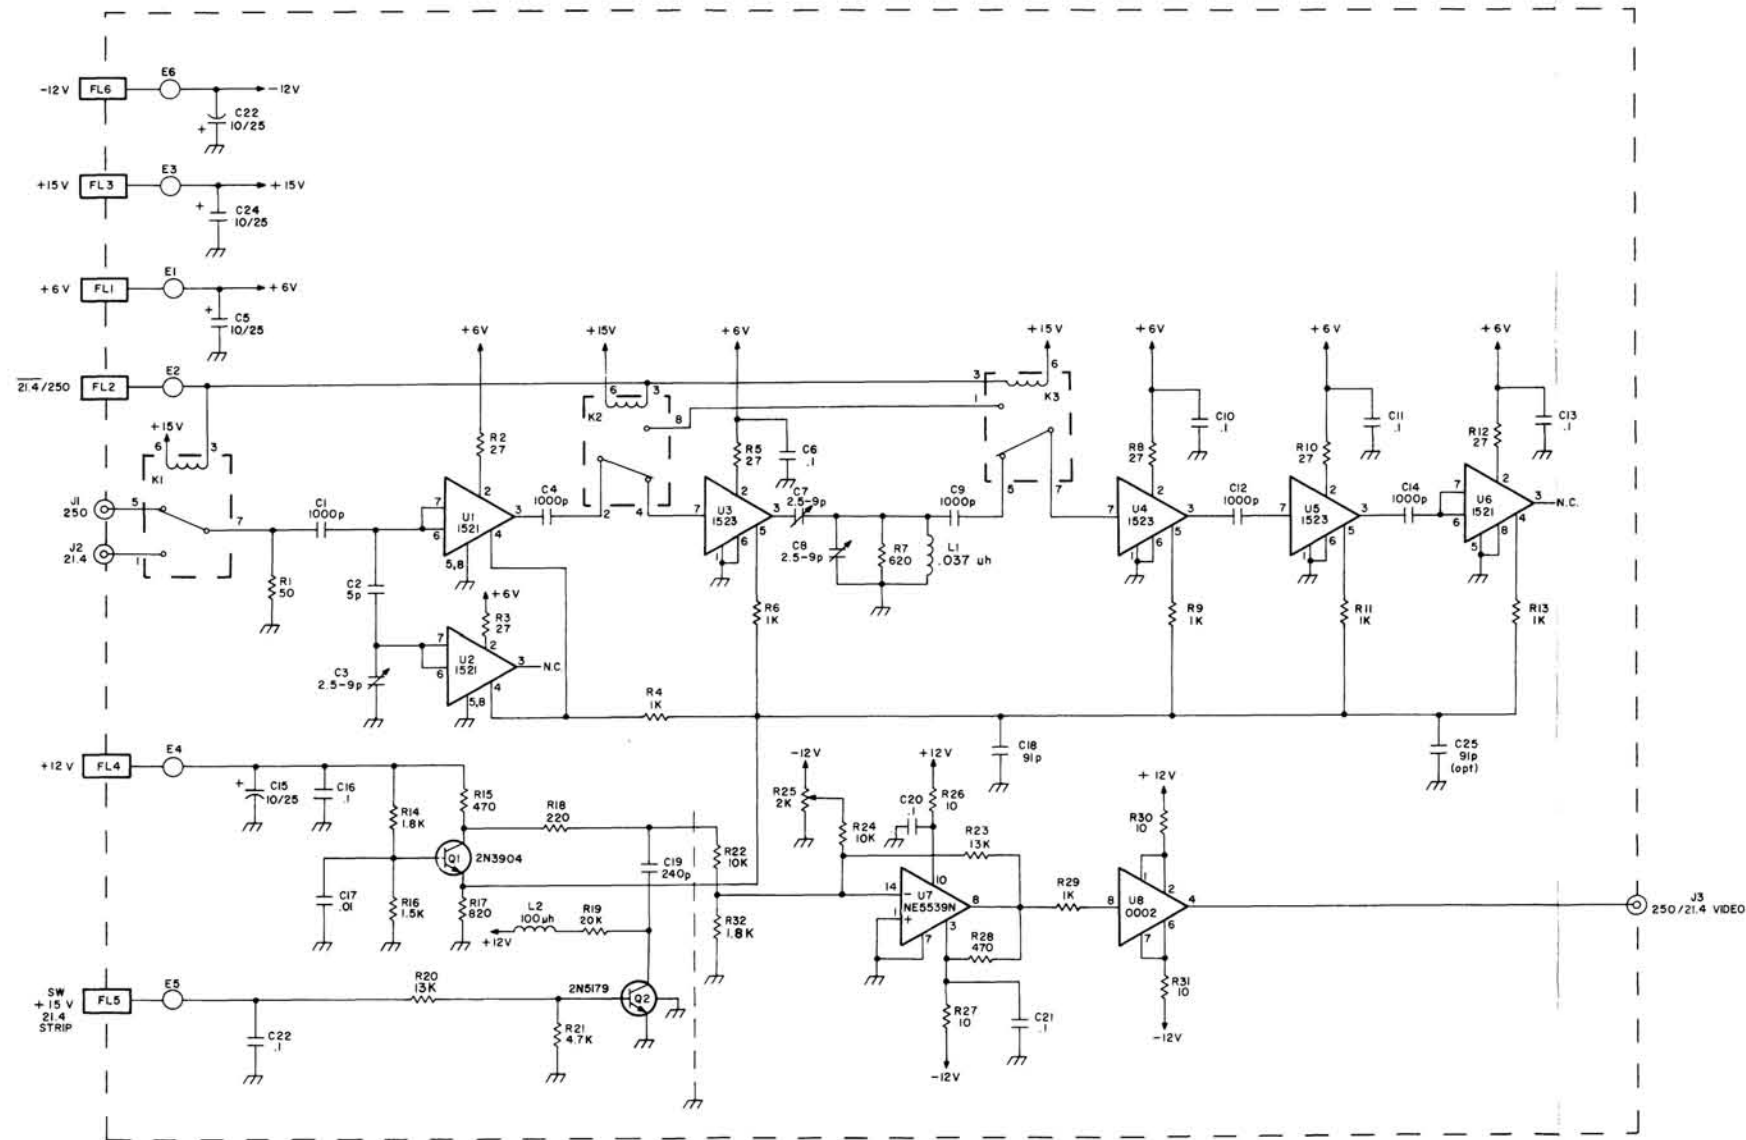 -12V
FL6
E6
-12V
C22
10/25
+
+15V
FL3
E3
+15V
C24
10/25
+
+6V
FL1
E1
+6V
C5
10/25
+
21.4/250
FL2
E2
+15V
6
3
K1
J1
250
5
7
J2
21.4
1
R1
50
C1
1000p
C2
5p
C3
2.5-9p
+6V
R2
27
2
7
6
U1
1521
3
4
5,8
+6V
R3
27
2
7
6
U2
1521
3
N.C.
4
5,8
C4
1000p
+15V
6
3
K2
8
2
4
+6V
R5
27
C6
.1
2
7
U3
1523
3
5
1
6
C7
2.5-9p
C8
2.5-9p
R7
620
L1
.037 uh
C9
1000p
+15V
6
3
1
K3
5
7
R6
1K
R4
1K
+6V
C10
.1
R8
27
2
7
U4
1523
3
5
1
6
R9
1K
C12
1000p
+6V
C11
.1
R10
27
2
7
U5
1523
3
5
1
6
R11
1K
C14
1000p
+6V
C13
.1
R12
27
2
7
6
U6
1521
3
N.C.
4
5
8
R13
1K
C18
91p
C25
91p
(opt)
+12V
FL4
E4
+
C15
10/25
C16
.1
R14
1.8K
R15
470
R18
220
Q1
2N3904
C17
.01
R16
1.5K
R17
820
C19
240p
L2
100µh
+12V
R19
20K
R22
10K
R32
1.8K
-12V
R25
2K
R24
10K
+12V
C20
.1
R26
10
R23
13K
14
-
10
U7
NE5539N
8
1
+
7
3
R28
470
R27
10
C21
.1
-12V
R29
1K
+12V
R30
10
1
2
8
U8
0002
4
7
6
R31
10
-12V
J3
250/21.4 VIDEO
SW
+15 V
21.4
STRIP
FL5
E5
C22
.1
R20
13K
R21
4.7K
2N5179
Q2